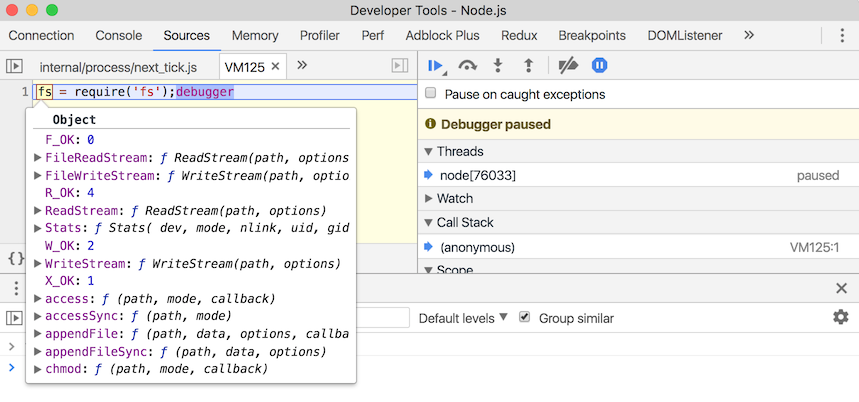 Developer Tools - Node.js
Connection Console Sources Memory Profiler Perf Adblock Plus Redux Breakpoints DOMListener »
internal/process/next_tick.js VM125 × »
1 fs = require('fs');debugger
Object
F_OK: 0
FileReadStream: ƒ ReadStream(path, options
FileWriteStream: ƒ WriteStream(path, optio
R_OK: 4
ReadStream: ƒ ReadStream(path, options)
Stats: ƒ Stats( dev, mode, nlink, uid, gid
W_OK: 2
WriteStream: ƒ WriteStream(path, options)
X_OK: 1
access: ƒ (path, mode, callback)
accessSync: ƒ (path, mode)
appendFile: ƒ (path, data, options, callba
appendFileSync: ƒ (path, data, options)
chmod: ƒ (path, mode, callback)
{}
Pause on caught exceptions
Debugger paused
Threads
node[76033] paused
Watch
Call Stack
(anonymous) VM125:1
Scope
Default levels Group similar